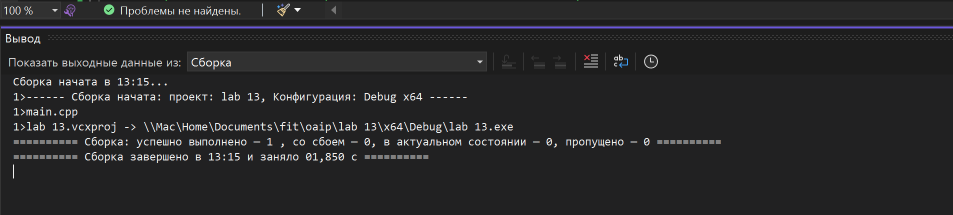 100 %
Проблемы не найдены.
Вывод
Показать выходные данные из: Сборка
Сборка начата в 13:15...
1>------ Сборка начата: проект: lab 13, Конфигурация: Debug x64 ------
1>main.cpp
1>lab 13.vcxproj -> \\Mac\Home\Documents\fit\oaip\lab 13\x64\Debug\lab 13.exe
========== Сборка: успешно выполнено — 1 , со сбоем — 0, в актуальном состоянии — 0, пропущено — 0 ==========
========== Сборка завершено в 13:15 и заняло 01,850 с ==========